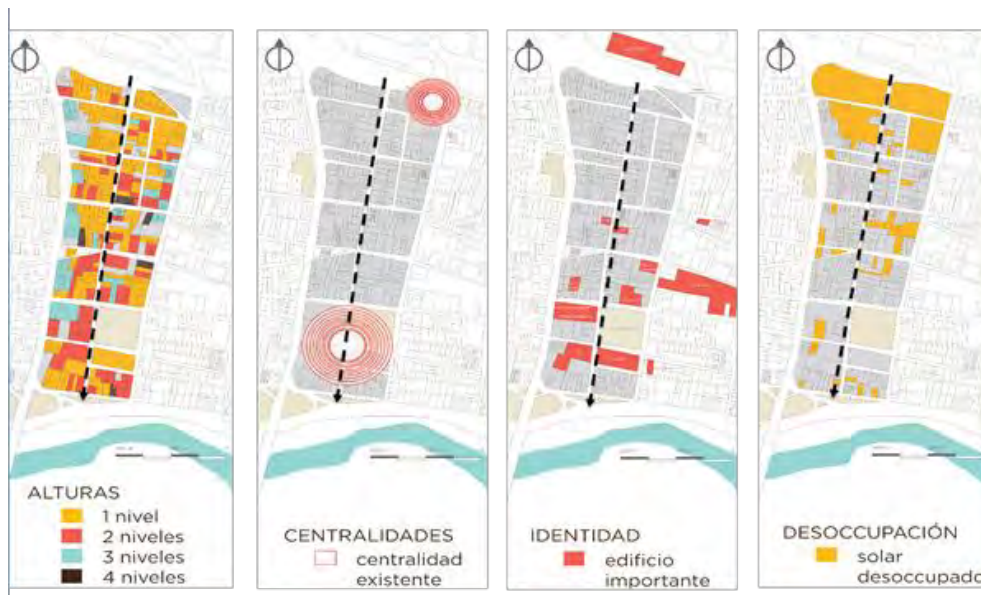 ALTURAS
1 nivel
2 niveles
3 niveles
4 niveles
CENTRALIDADES
centralidad
existente
IDENTIDAD
edificio
importante
DESOCCUPACIÓN
solar
desoccupado